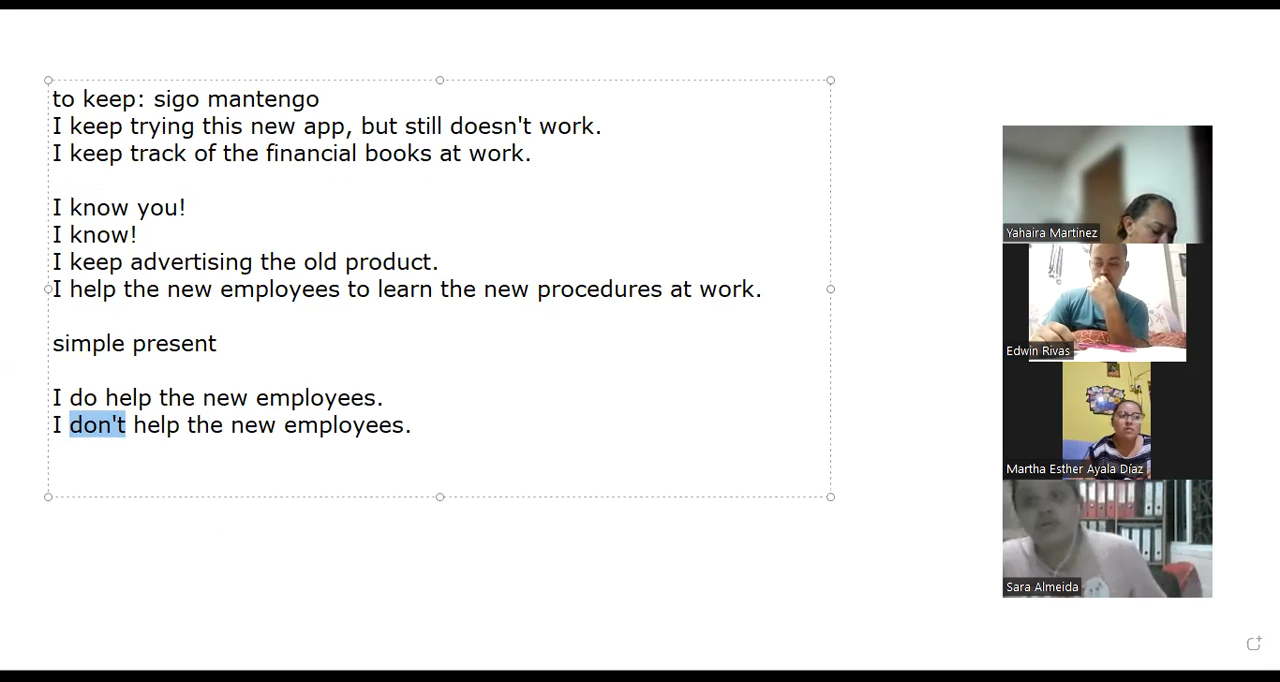 to keep: sigo mantengo
I keep trying this new app, but still doesn't work.
I keep track of the financial books at work.
I know you!
I know!
I keep advertising the old product.
I help the new employees to learn the new procedures at work.
simple present
I do help the new employees.
I don't help the new employees.
Yahaira Martinez
Edwin Rivas
Martha Esther Ayala Díaz
Sara Almeida